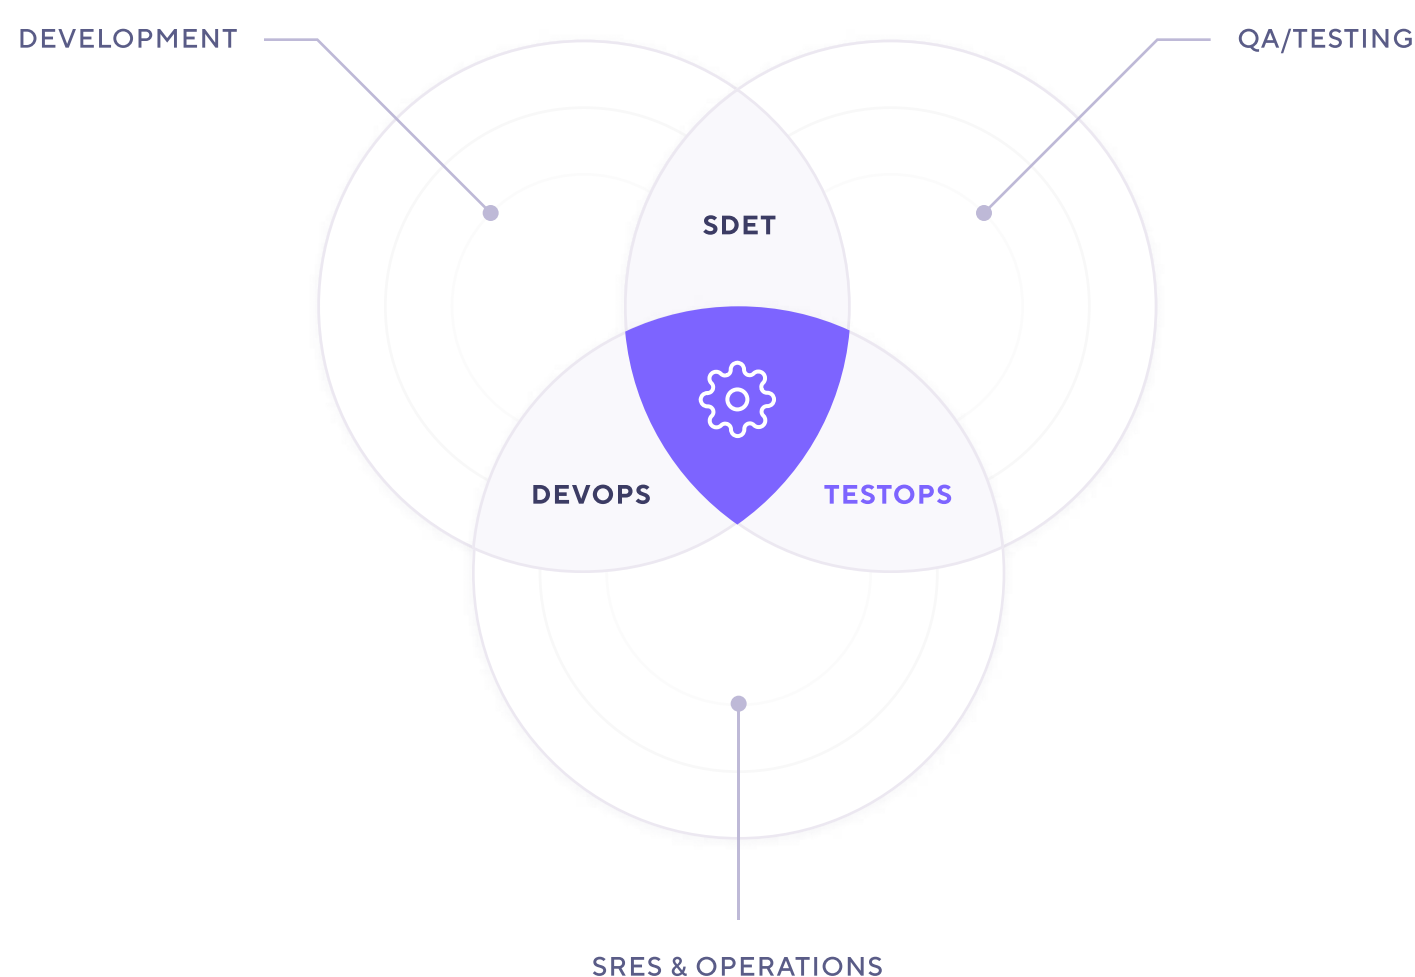 DEVELOPMENT
QA/TESTING
SDET
DEVOPS
TESTOPS
SRES & OPERATIONS